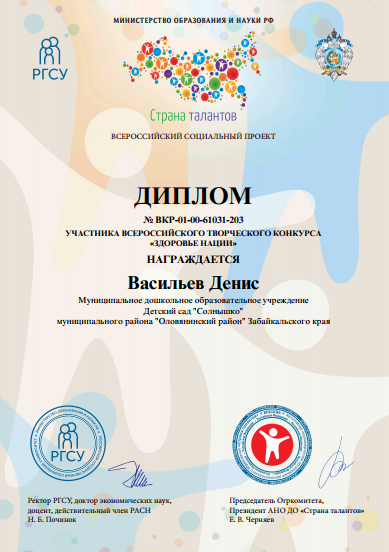 МИНИСТЕРСТВО ОБРАЗОВАНИЯ И НАУКИ РФ
РГСУ
Страна талантов
ВСЕРОССИЙСКИЙ СОЦИАЛЬНЫЙ ПРОЕКТ
ДИПЛОМ
№ ВКР-01-00-61031-203
УЧАСТНИКА ВСЕРОССИЙСКОГО ТВОРЧЕСКОГО КОНКУРСА
«ЗДОРОВЬЕ НАЦИИ»
НАГРАЖДАЕТСЯ
Васильев Денис
Муниципальное дошкольное образовательное учреждение
Детский сад "Солнышко"
муниципального района "Оловянинский район" Забайкальского края
РГСУ
Ректор РГСУ, доктор экономических наук,
доцент, действительный член РАСН
Н. Б. Починок
Председатель Оргкомитета,
Президент АНО ДО «Страна талантов»
Е. В. Черняев